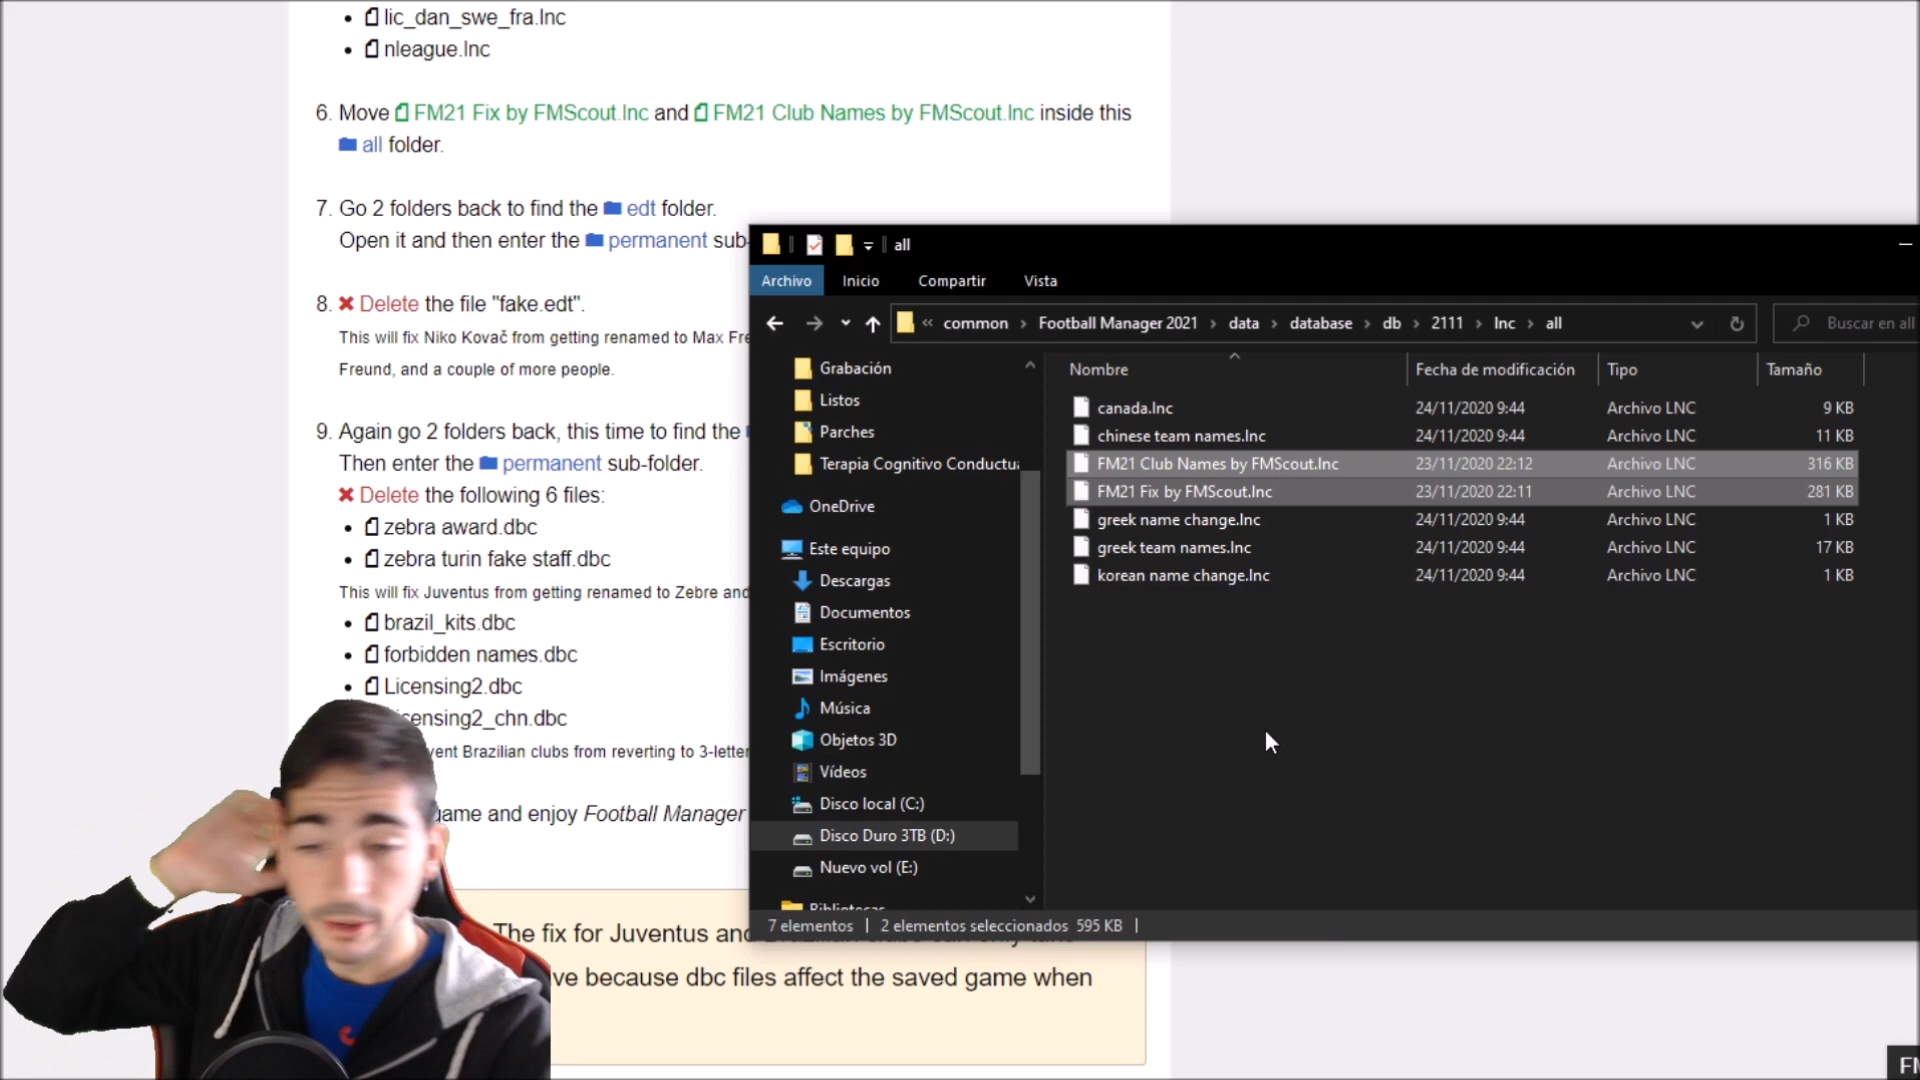 lic_dan_swe_fra.lnc
nleague.lnc
6. Move FM21 Fix by FMScout.lnc and FM21 Club Names by FMScout.lnc inside this
all folder.
7. Go 2 folders back to find the edt folder.
Open it and then enter the permanent sub-
8. Delete the file "fake.edt".
This will fix Niko Kovač from getting renamed to Max Fre
Freund, and a couple of more people.
9. Again go 2 folders back, this time to find the
Then enter the permanent sub-folder.
Delete the following 6 files:
zebra award.dbc
zebra turin fake staff.dbc
This will fix Juventus from getting renamed to Zebre and
brazil_kits.dbc
forbidden names.dbc
Licensing2.dbc
censing2_chn.dbc
vent Brazilian clubs from reverting to 3-letter
ame and enjoy Football Manager
The fix for Juventus and
ve because dbc files affect the saved game when
all
Archivo Inicio Compartir Vista
« common › Football Manager 2021 › data › database › db › 2111 › lnc › all
Buscar en all
Grabación
Listos
Parches
Terapia Cognitivo Conductu
OneDrive
Este equipo
Descargas
Documentos
Escritorio
Imágenes
Música
Objetos 3D
Vídeos
Disco local (C:)
Disco Duro 3TB (D:)
Nuevo vol (E:)
Bibliotecas
Nombre Fecha de modificación Tipo Tamaño
canada.lnc 24/11/2020 9:44 Archivo LNC 9 KB
chinese team names.lnc 24/11/2020 9:44 Archivo LNC 11 KB
FM21 Club Names by FMScout.lnc 23/11/2020 22:12 Archivo LNC 316 KB
FM21 Fix by FMScout.lnc 23/11/2020 22:11 Archivo LNC 281 KB
greek name change.lnc 24/11/2020 9:44 Archivo LNC 1 KB
greek team names.lnc 24/11/2020 9:44 Archivo LNC 17 KB
korean name change.lnc 24/11/2020 9:44 Archivo LNC 1 KB
7 elementos 2 elementos seleccionados 595 KB
FM